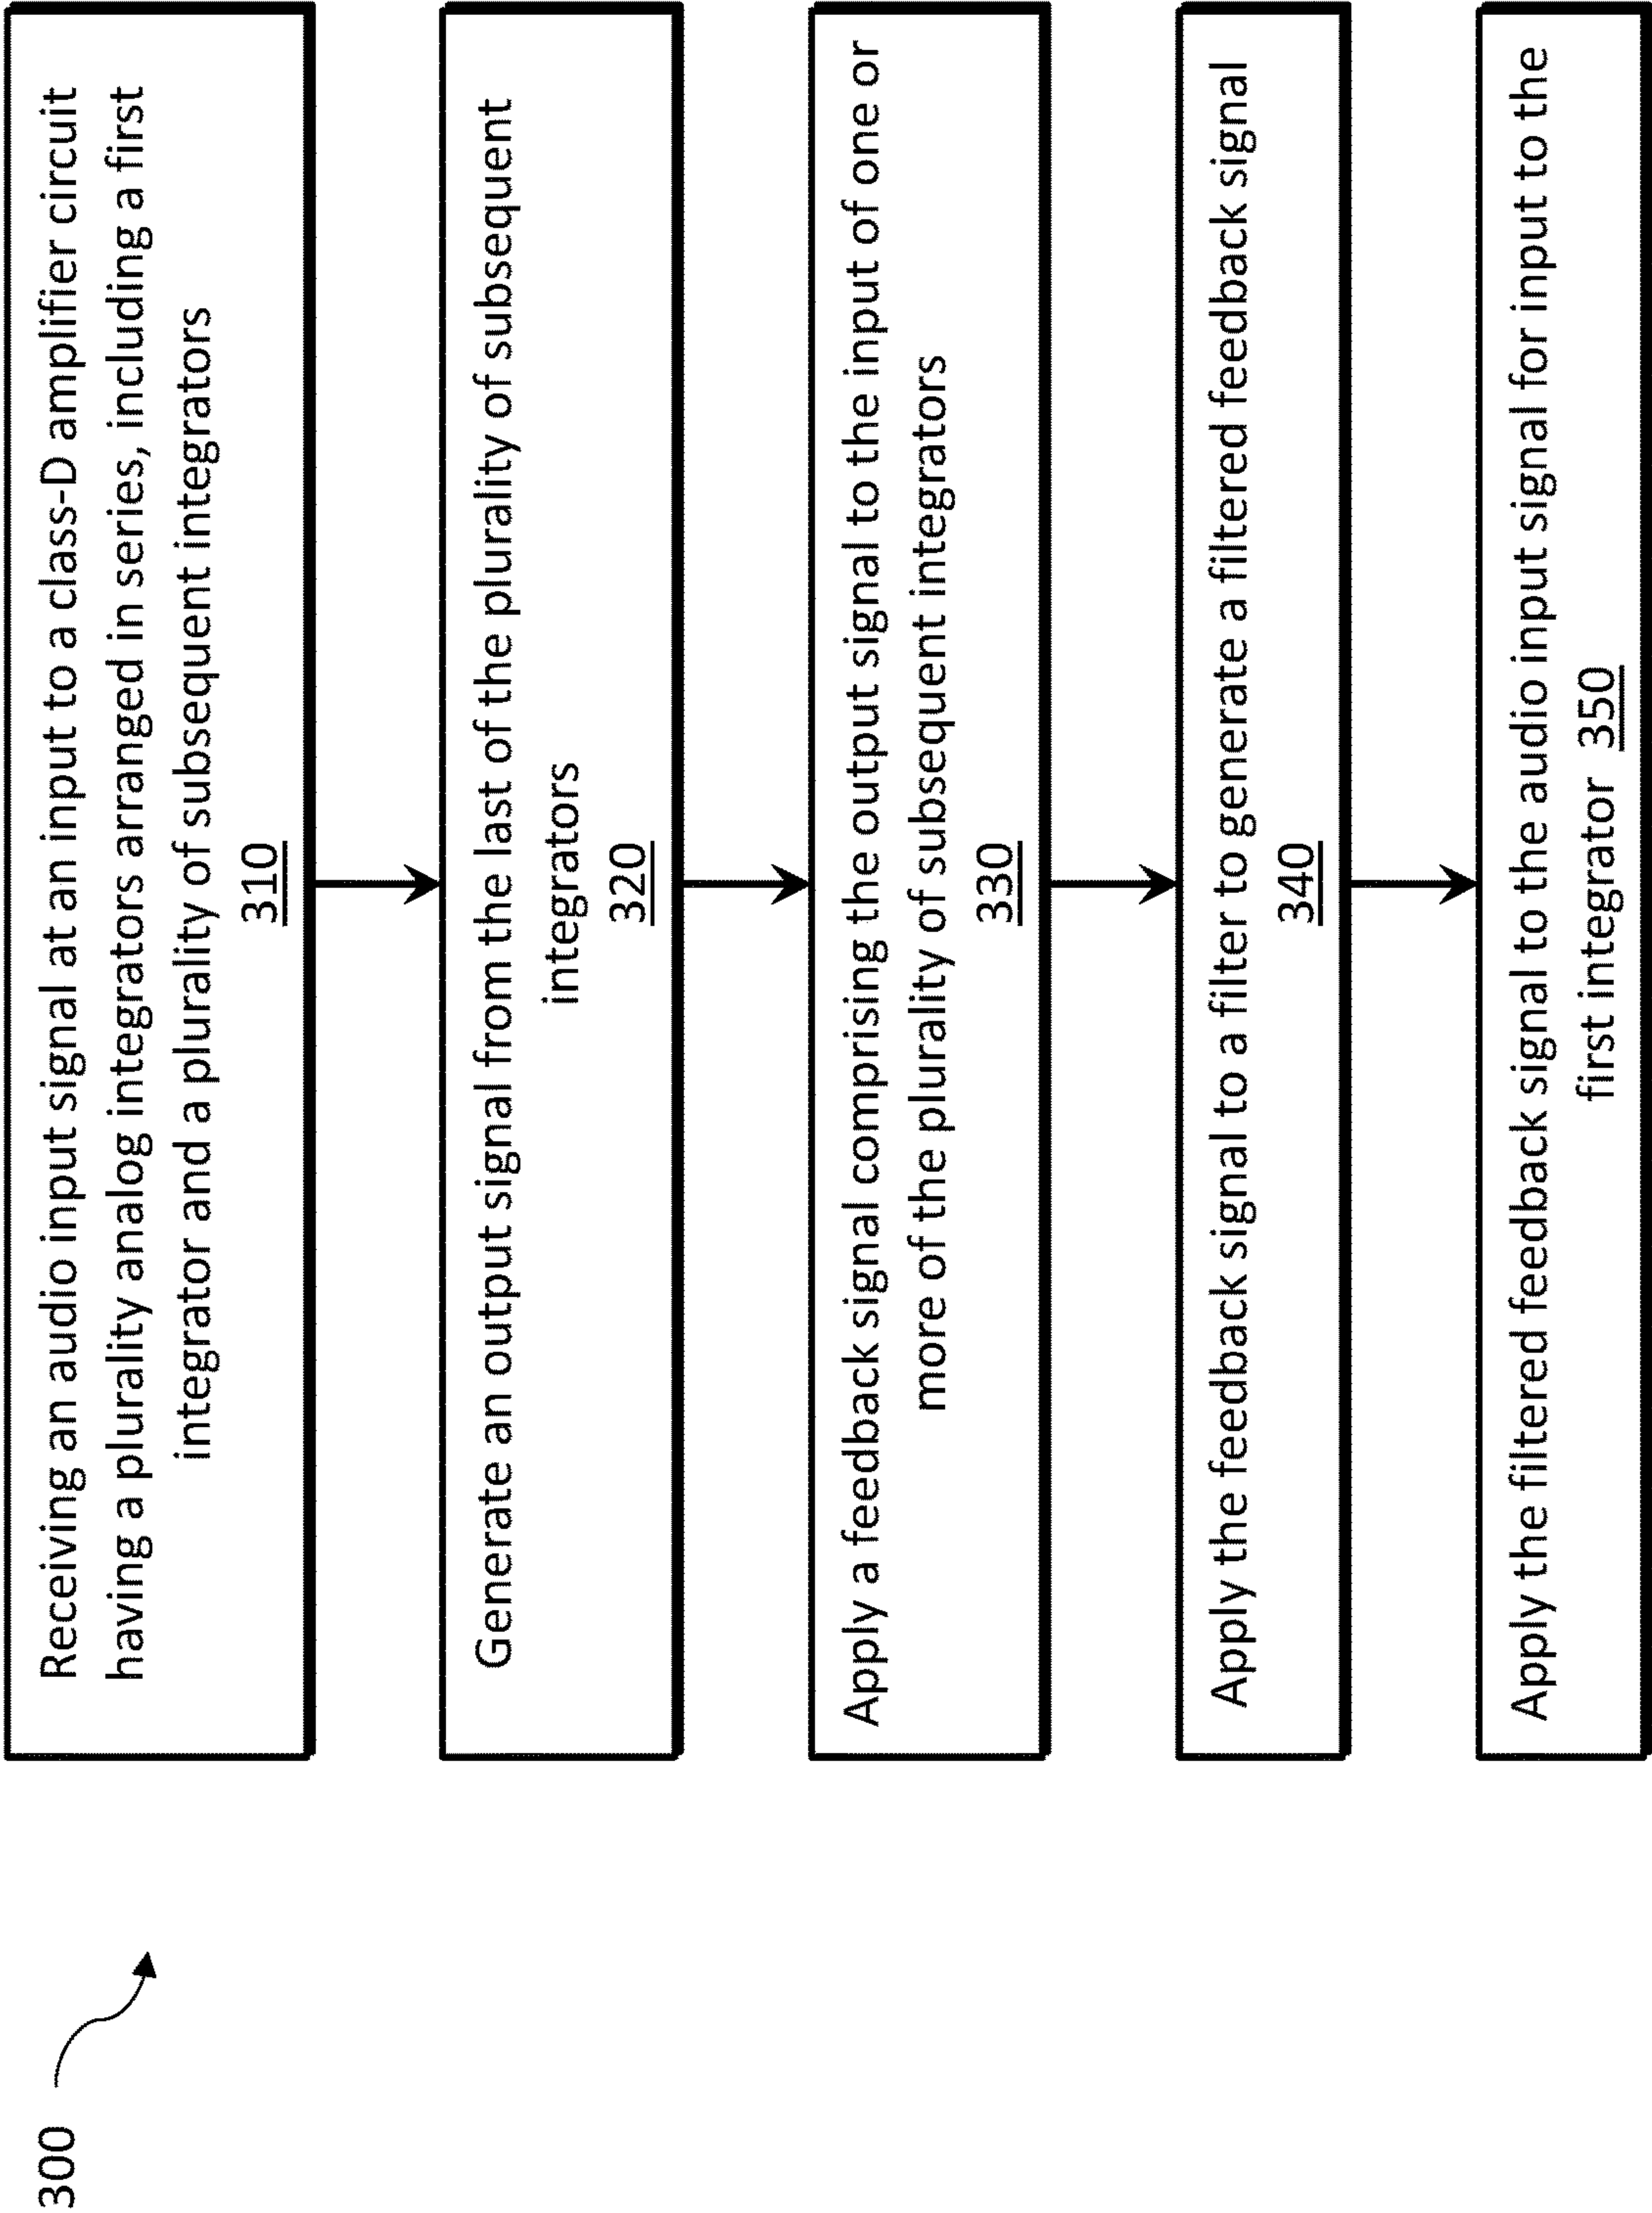 300
Receiving an audio input signal at an input to a class-D amplifier circuit
having a plurality analog integrators arranged in series, including a first
integrator and a plurality of subsequent integrators
310
Generate an output signal from the last of the plurality of subsequent
integrators
320
Apply a feedback signal comprising the output signal to the input of one or
more of the plurality of subsequent integrators
330
Apply the feedback signal to a filter to generate a filtered feedback signal
340
Apply the filtered feedback signal to the audio input signal for input to the
first integrator 350